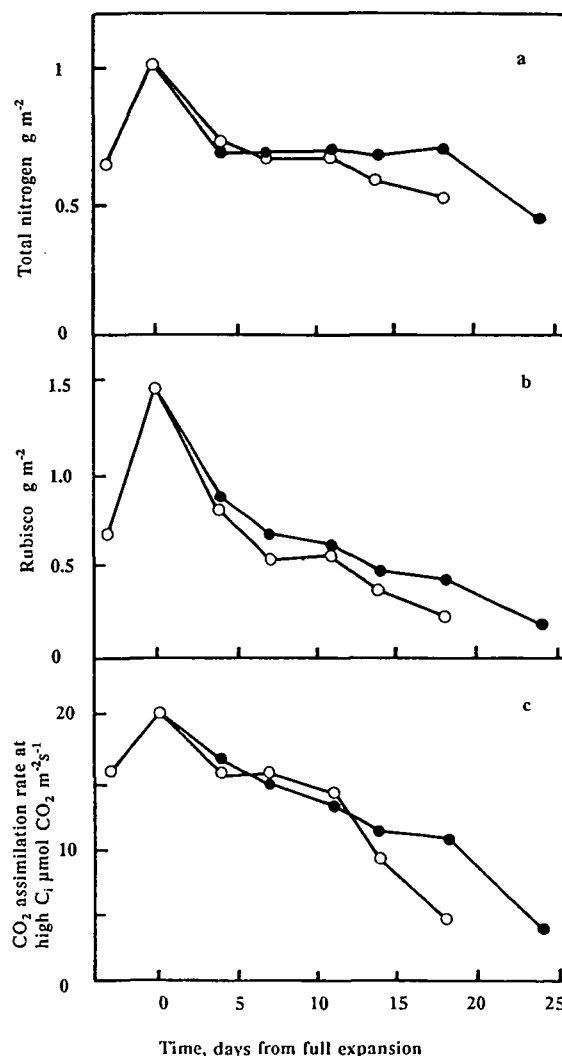 a
1
0.5
0
Total nitrogen g m⁻²
b
1.5
1.0
0.5
0
Rubisco g m⁻²
c
20
10
0
CO₂ assimilation rate at
high Cᵢ µmol CO₂ m⁻²s⁻¹
0 5 10 15 20 25
Time, days from full expansion